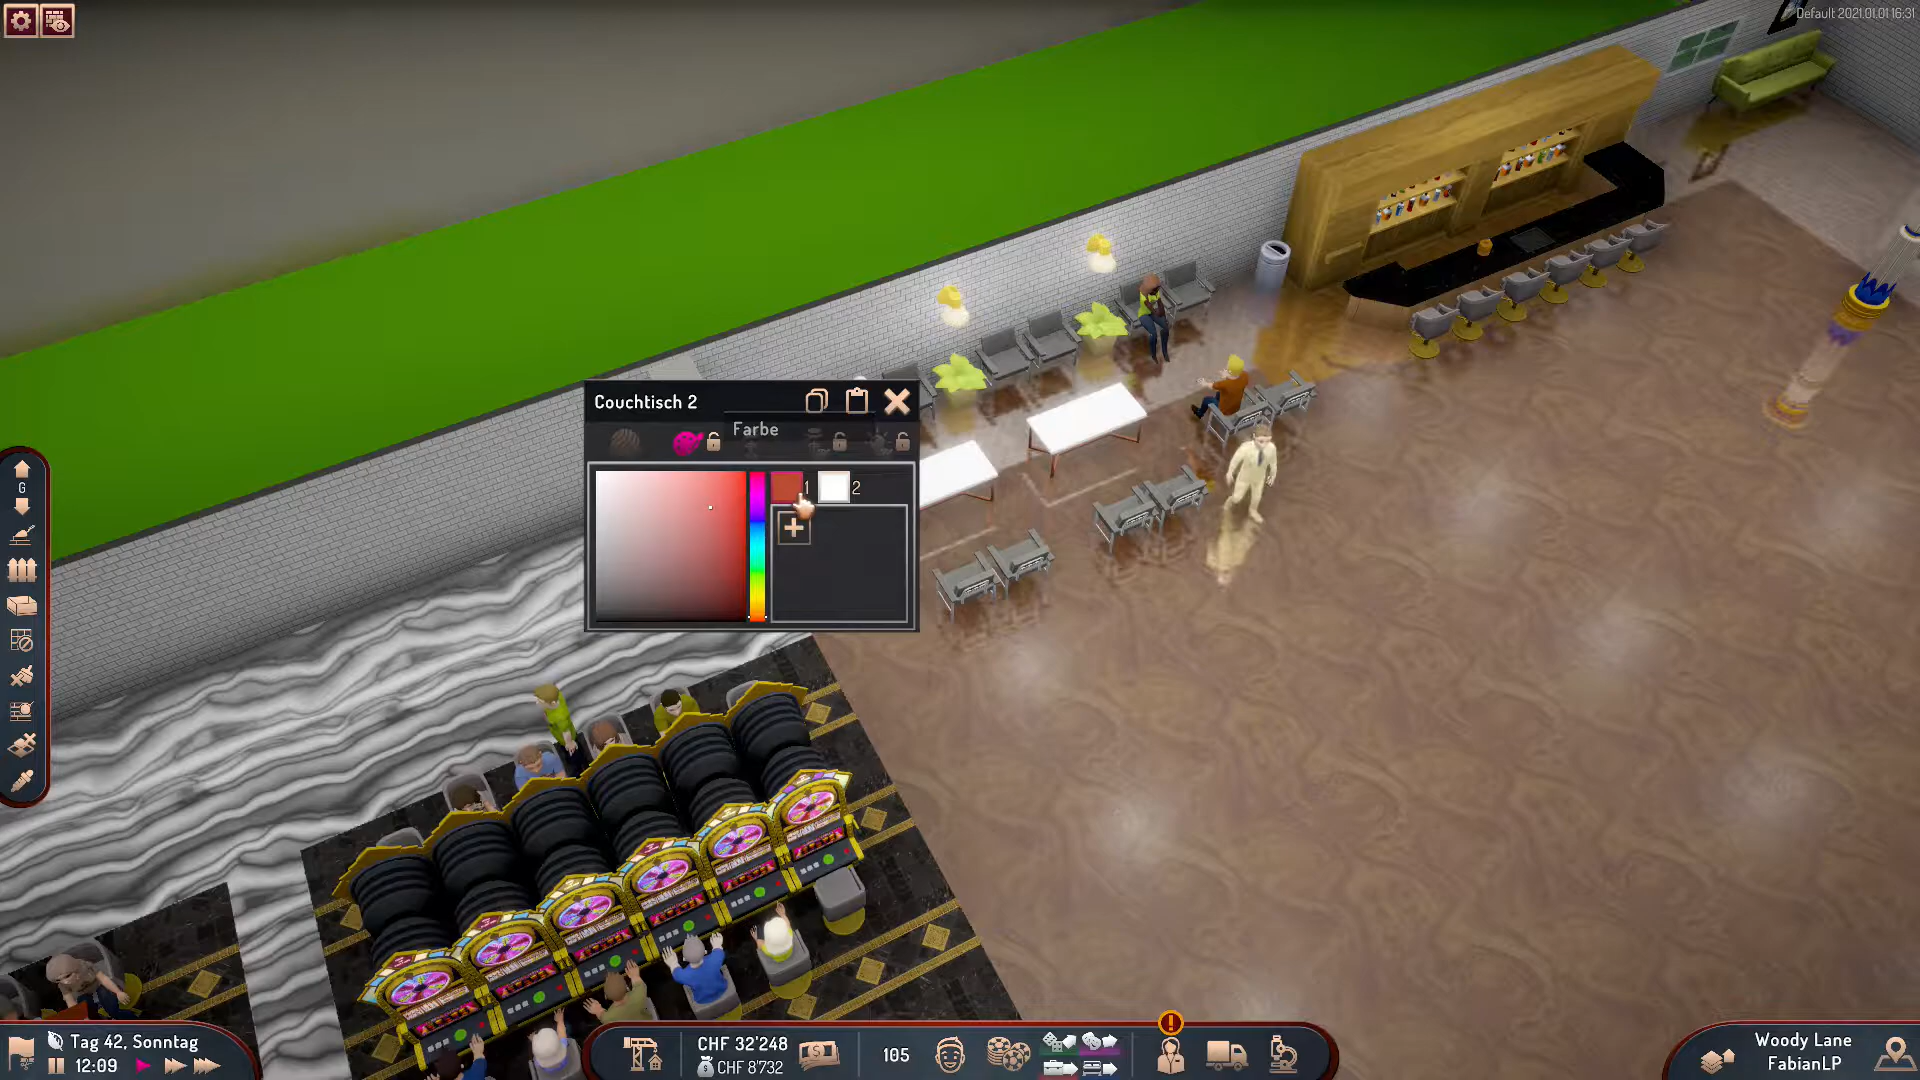 Default 2021.01.01 16:31
Couchtisch 2
Farbe
1
2
G
Tag 42, Sonntag
12:09
CHF 32'248
CHF 8'732
105
Woody Lane
FabianLP